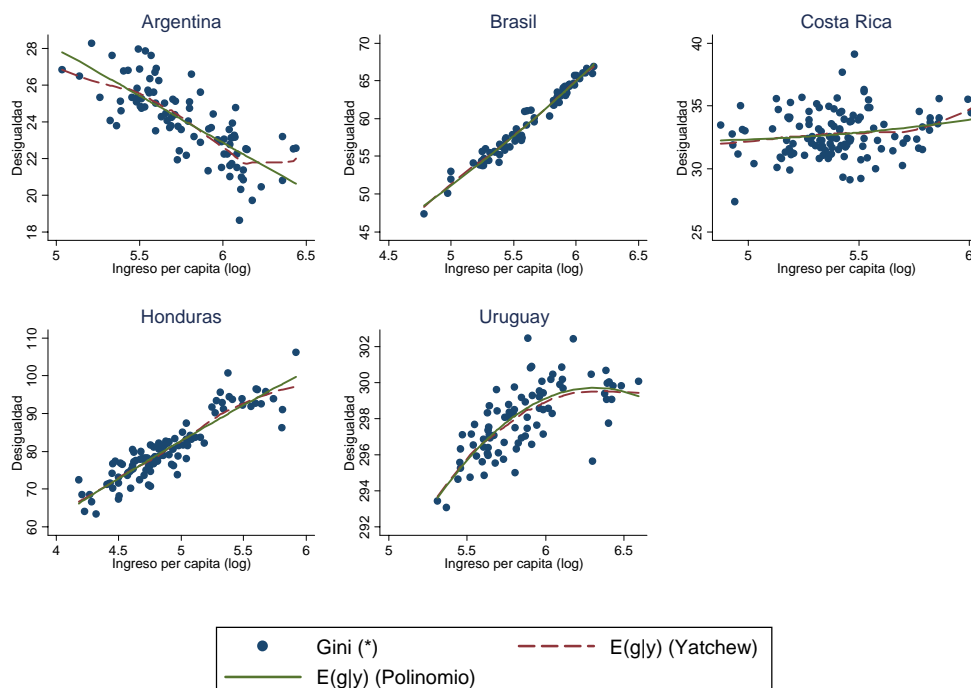 Argentina
Desigualdad
28
26
24
22
20
18
5
5.5
6
6.5
Ingreso per capita (log)
Brasil
Desigualdad
70
65
60
55
50
45
4.5
5
5.5
6
6.5
Ingreso per capita (log)
Costa Rica
Desigualdad
40
35
30
25
5
5.5
6
Ingreso per capita (log)
Honduras
Desigualdad
110
100
90
80
70
60
4
4.5
5
5.5
6
Ingreso per capita (log)
Uruguay
Desigualdad
302
300
298
296
294
292
5
5.5
6
6.5
Ingreso per capita (log)
Gini (*)
E(g|y) (Yatchew)
E(g|y) (Polinomio)